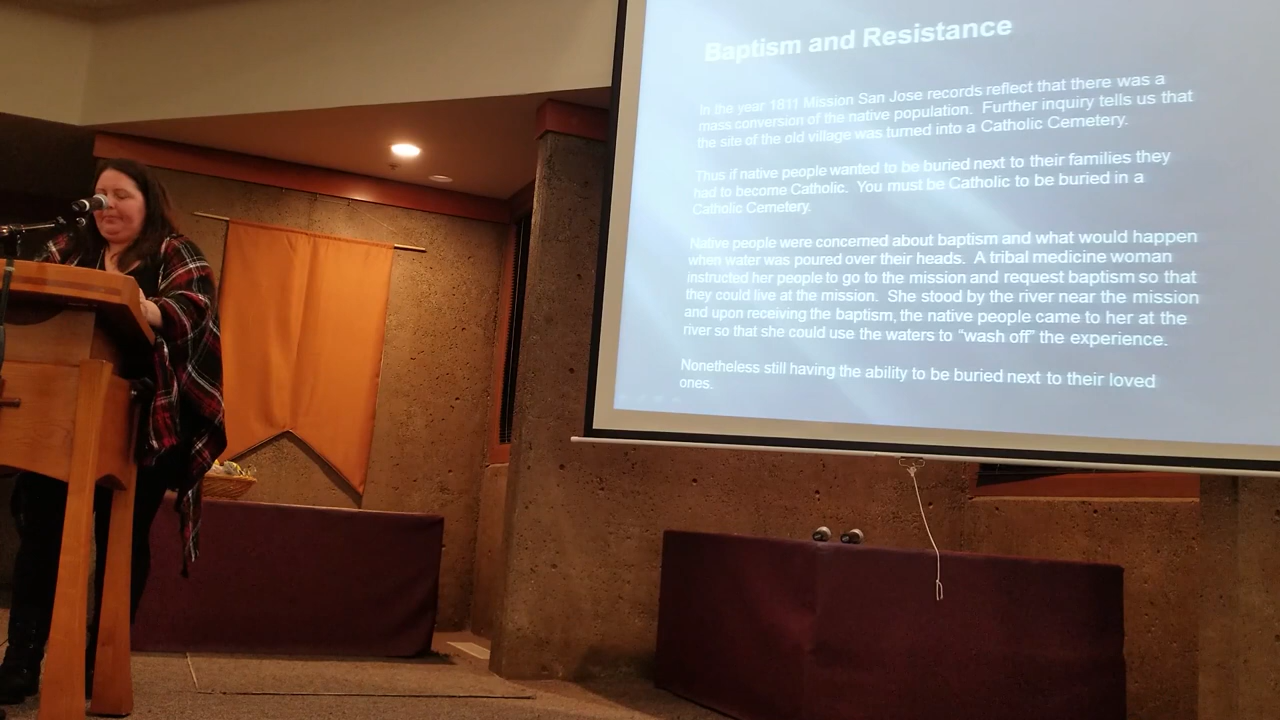 Baptism and Resistance
In the year 1811 Mission San Jose records reflect that there was a
mass conversion of the native population. Further inquiry tells us that
the site of the old village was turned into a Catholic Cemetery.
Thus if native people wanted to be buried next to their families they
had to become Catholic. You must be Catholic to be buried in a
Catholic Cemetery.
Native people were concerned about baptism and what would happen
when water was poured over their heads. A tribal medicine woman
instructed her people to go to the mission and request baptism so that
they could live at the mission. She stood by the river near the mission
and upon receiving the baptism, the native people came to her at the
river so that she could use the waters to “wash off” the experience.
Nonetheless still having the ability to be buried next to their loved
ones.